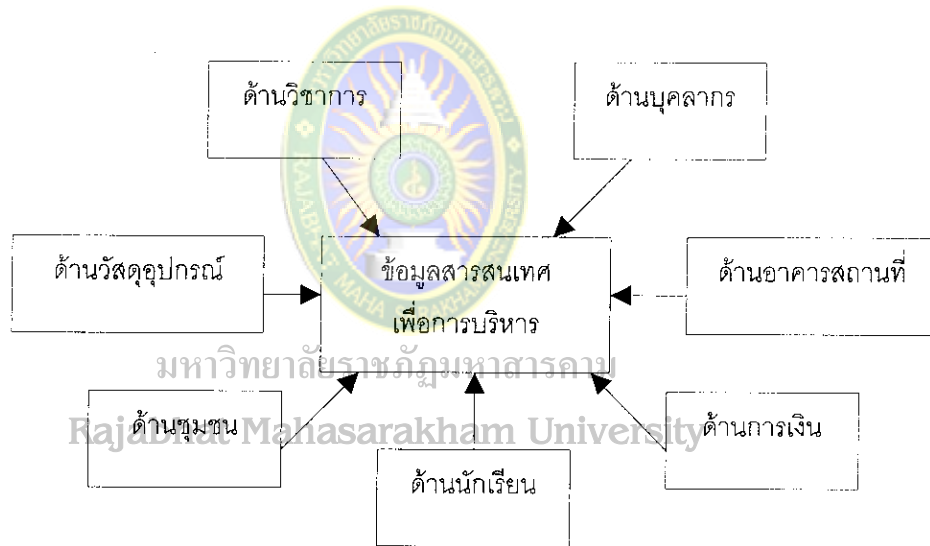 ด้านวิชาการ
ด้านบุคลากร
ด้านวัสดุอุปกรณ์
ข้อมูลสารสนเทศ
เพื่อการบริหาร
ด้านอาคารสถานที่
มหาวิทยาลัยราชภัฏมหาสารคาม
Rajabhat Mahasarakham University
ด้านชุมชน
ด้านการเงิน
ด้านนักเรียน